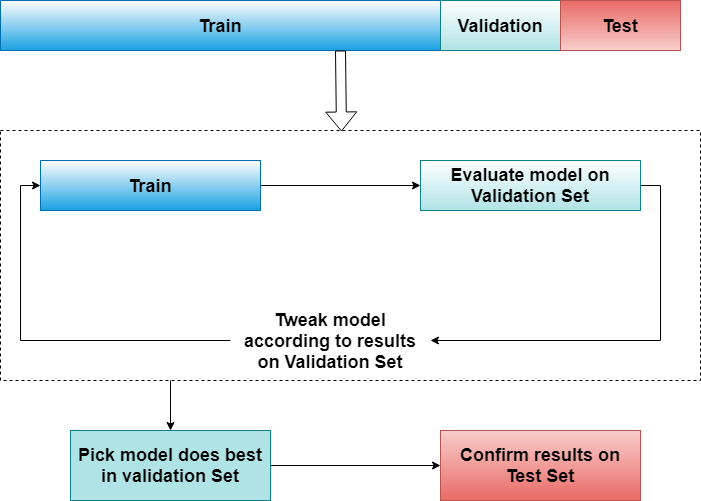 Train
Validation
Test
Train
Evaluate model on
Validation Set
Tweak model
according to results
on Validation Set
Pick model does best
in validation Set
Confirm results on
Test Set